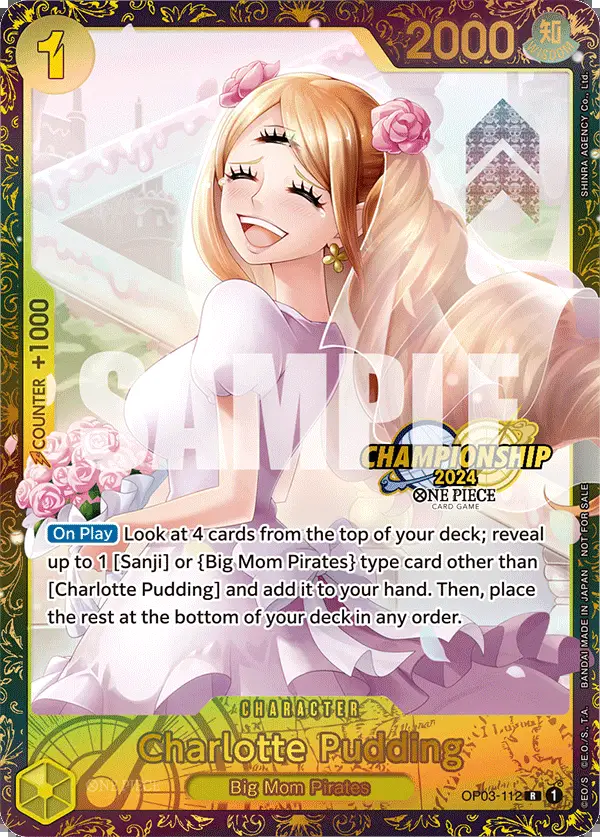 1
2000
知
WISDOM
SHINRA AGENCY Co., Ltd.
COUNTER +1000
SAMPLE
CHAMPIONSHIP
2024
ONE PIECE
CARD GAME
On Play Look at 4 cards from the top of your deck; reveal
up to 1 [Sanji] or {Big Mom Pirates} type card other than
[Charlotte Pudding] and add it to your hand. Then, place
the rest at the bottom of your deck in any order.
CHARACTER
Charlotte Pudding
Big Mom Pirates
ONE PIECE
OP03-112 R 1
©E.O/S ©E.O./S., T.A. BANDAI MADE IN JAPAN NOT FOR SALE